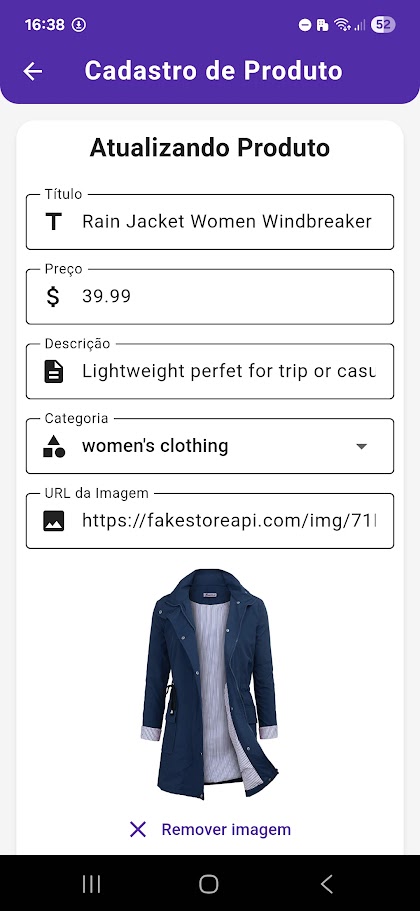 16:38
52
Cadastro de Produto
Atualizando Produto
Título
Rain Jacket Women Windbreaker
Preço
$ 39.99
Descrição
Lightweight perfet for trip or casu
Categoria
women's clothing
URL da Imagem
https://fakestoreapi.com/img/71
Remover imagem